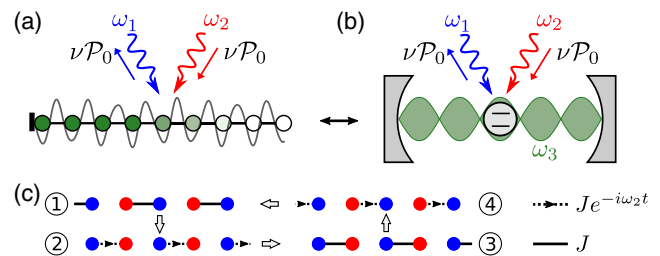 (a) ω₁ ω₂ (b) ω₁ ω₂
ν𝒫₀ ν𝒫₀ ν𝒫₀ ν𝒫₀
ω₃
(c) 1 4 Je^{-iω₂t}
2 3 J